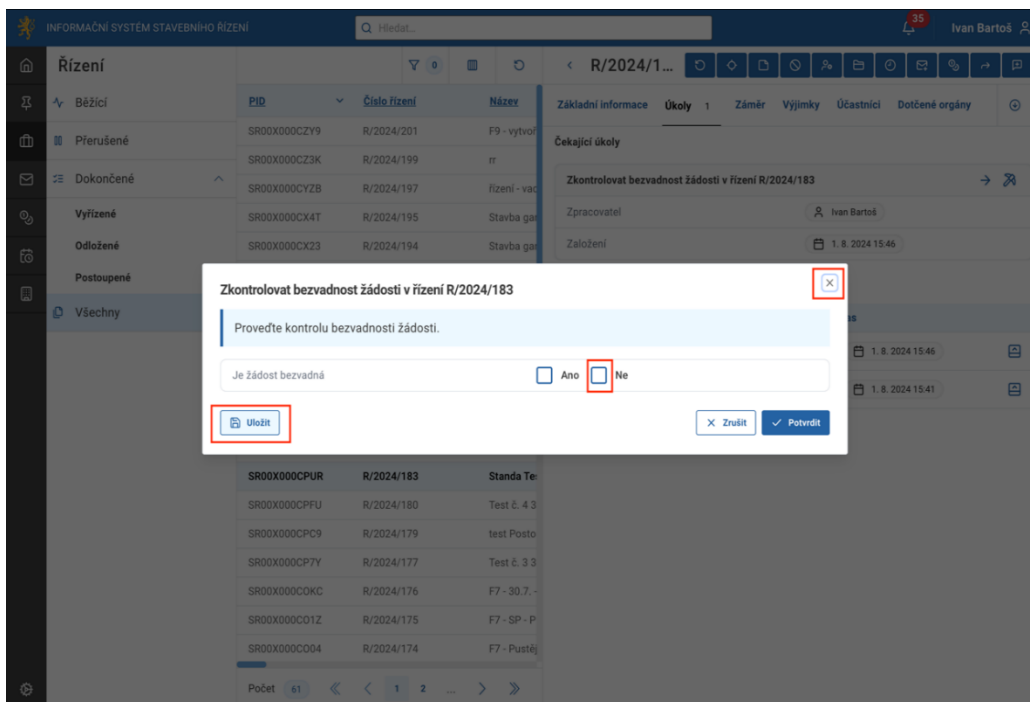 INFORMAČNÍ SYSTÉM STAVEBNÍHO ŘÍZENÍ
Hledat...
35
Ivan Bartoš
Řízení
0
R/2024/1...
Běžící
Přerušené
Dokončené
Vyřízené
Odložené
Postoupené
Všechny
PID Číslo řízení Název
SR00X000CZY9 R/2024/201 F9 - vytvoř
SR00X000CZ3K R/2024/199 rr
SR00X000CYZB R/2024/197 řízení - vac
SR00X000CX4T R/2024/195 Stavba gar
SR00X000CX23 R/2024/194 Stavba gar
Základní informace Úkoly 1 Záměr Výjimky Účastníci Dotčené orgány
Čekající úkoly
Zkontrolovat bezvadnost žádosti v řízení R/2024/183
Zpracovatel Ivan Bartoš
Založení 1. 8. 2024 15:46
Zkontrolovat bezvadnost žádosti v řízení R/2024/183
Proveďte kontrolu bezvadnosti žádosti.
Je žádost bezvadná Ano Ne
Uložit Zrušit Potvrdit
as
1. 8. 2024 15:46
1. 8. 2024 15:41
SR00X000CPUR R/2024/183 Standa Te
SR00X000CPFU R/2024/180 Test č. 4 3
SR00X000CPC9 R/2024/179 test Posto
SR00X000CP7Y R/2024/177 Test č. 3 3
SR00X000COKC R/2024/176 F7 - 30.7. -
SR00X000CO1Z R/2024/175 F7 - SP - P
SR00X000CO04 R/2024/174 F7 - Pustěj
Počet 61 1 2 ...